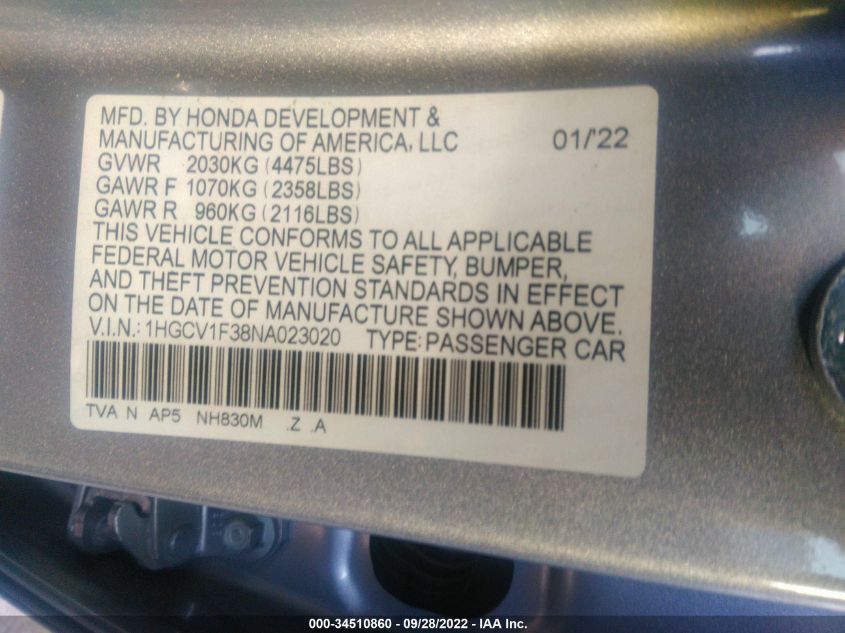 MFD. BY HONDA DEVELOPMENT &
MANUFACTURING OF AMERICA, LLC 01/'22
GVWR 2030KG (4475LBS)
GAWR F 1070KG (2358LBS)
GAWR R 960KG (2116LBS)
THIS VEHICLE CONFORMS TO ALL APPLICABLE
FEDERAL MOTOR VEHICLE SAFETY, BUMPER,
AND THEFT PREVENTION STANDARDS IN EFFECT
ON THE DATE OF MANUFACTURE SHOWN ABOVE.
V.I.N.: 1HGCV1F38NA023020 TYPE: PASSENGER CAR
TVA N AP5 NH830M .Z .A
000-34510860 / 09/28/2022 / IAA Inc.